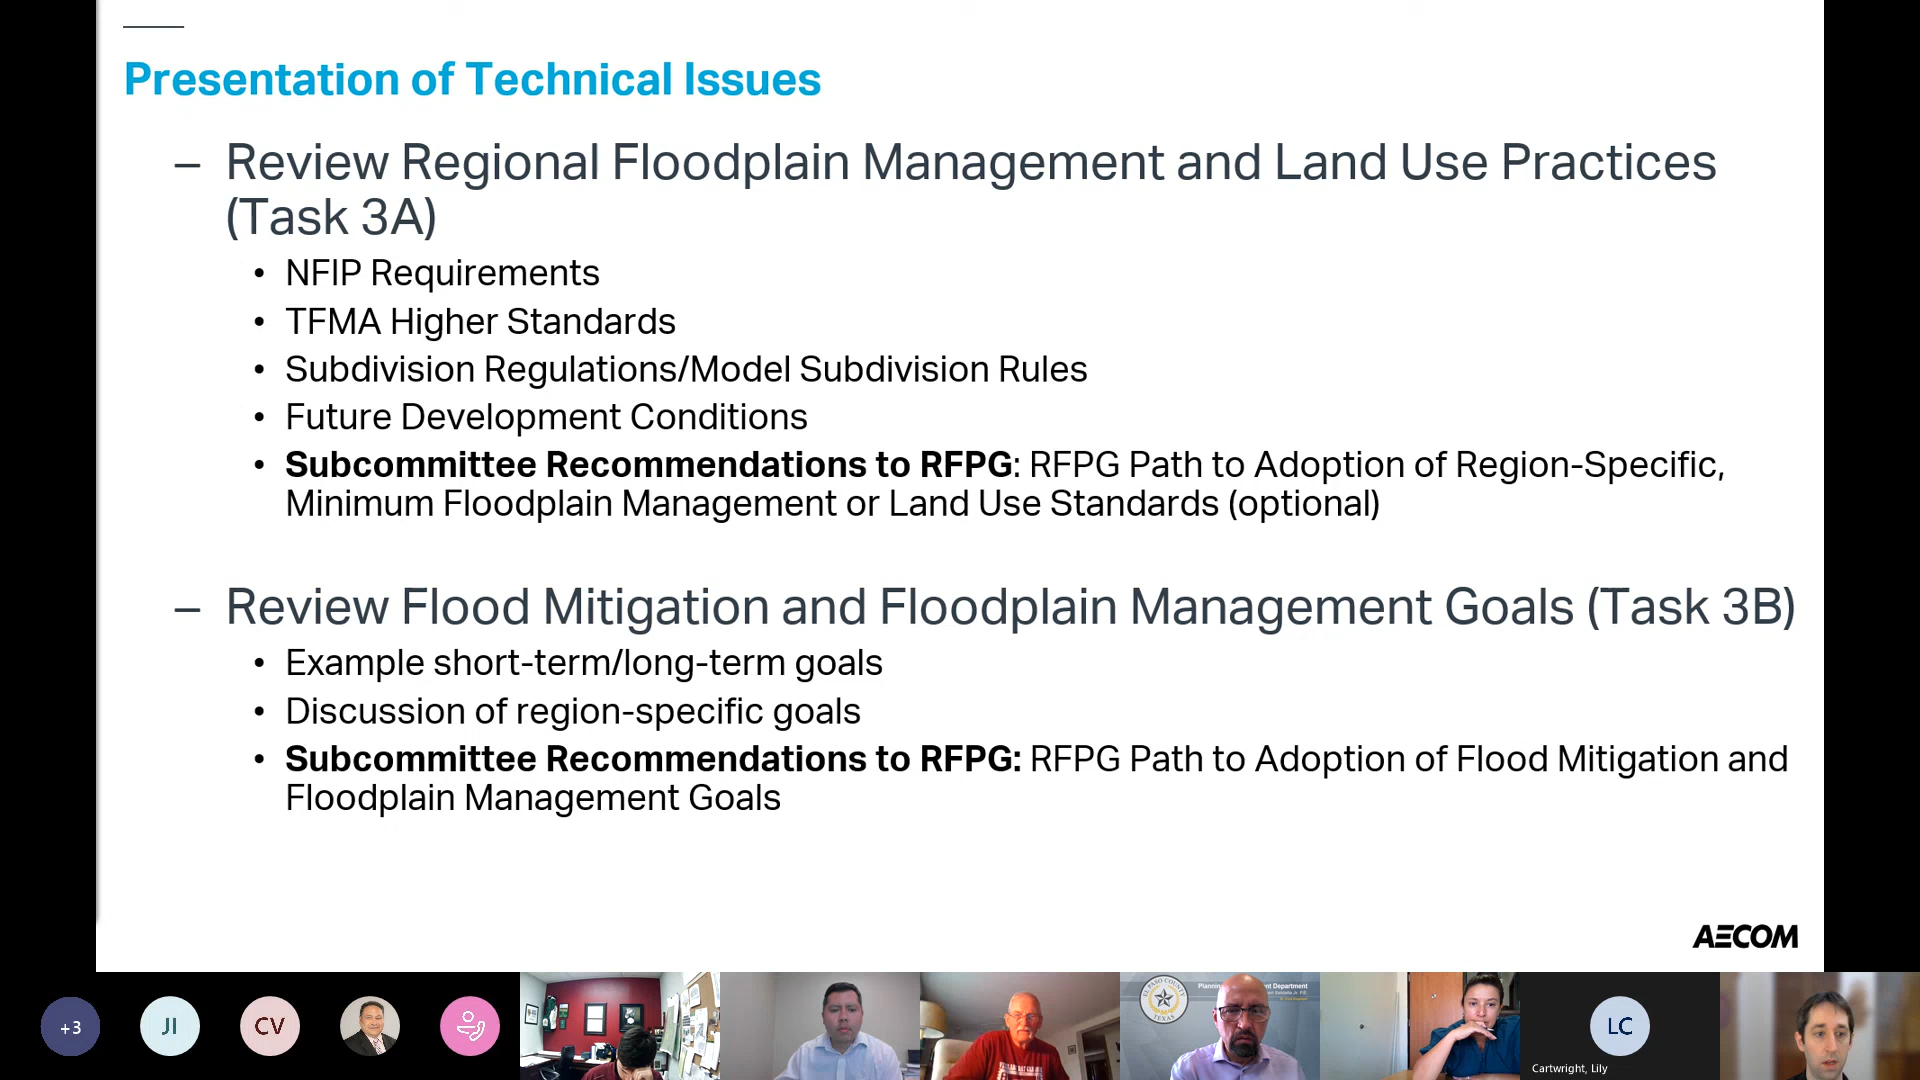 Presentation of Technical Issues
– Review Regional Floodplain Management and Land Use Practices
(Task 3A)
• NFIP Requirements
• TFMA Higher Standards
• Subdivision Regulations/Model Subdivision Rules
• Future Development Conditions
• Subcommittee Recommendations to RFPG: RFPG Path to Adoption of Region-Specific,
Minimum Floodplain Management or Land Use Standards (optional)
– Review Flood Mitigation and Floodplain Management Goals (Task 3B)
• Example short-term/long-term goals
• Discussion of region-specific goals
• Subcommittee Recommendations to RFPG: RFPG Path to Adoption of Flood Mitigation and
Floodplain Management Goals
AECOM
+3
JI
CV
EL PASO COUNTY
TEXAS
LC
Cartwright, Lily